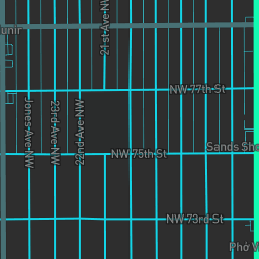 21st Ave NW
unir
NW 77th St
Jones Ave NW
23rd Ave NW
22nd Ave NW
Sands Sho
NW 75th St
NW 73rd St
Phở V